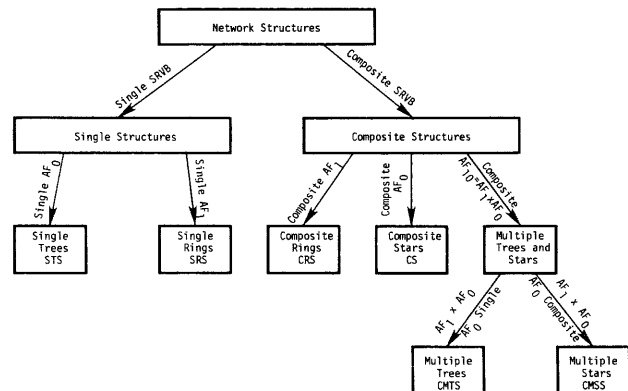 Network Structures
Single SRVB
Composite SRVB
Single Structures
Composite Structures
Single AF0
Single AF1
Composite AF1
Composite AF0
Composite
AF10=AF1xAF0
Single
Trees
STS
Single
Rings
SRS
Composite
Rings
CRS
Composite
Stars
CS
Multiple
Trees and
Stars
AF1 x AF0
AF0 Single
AF1 x AF0
AF0 Composite
Multiple
Trees
CMTS
Multiple
Stars
CMSS